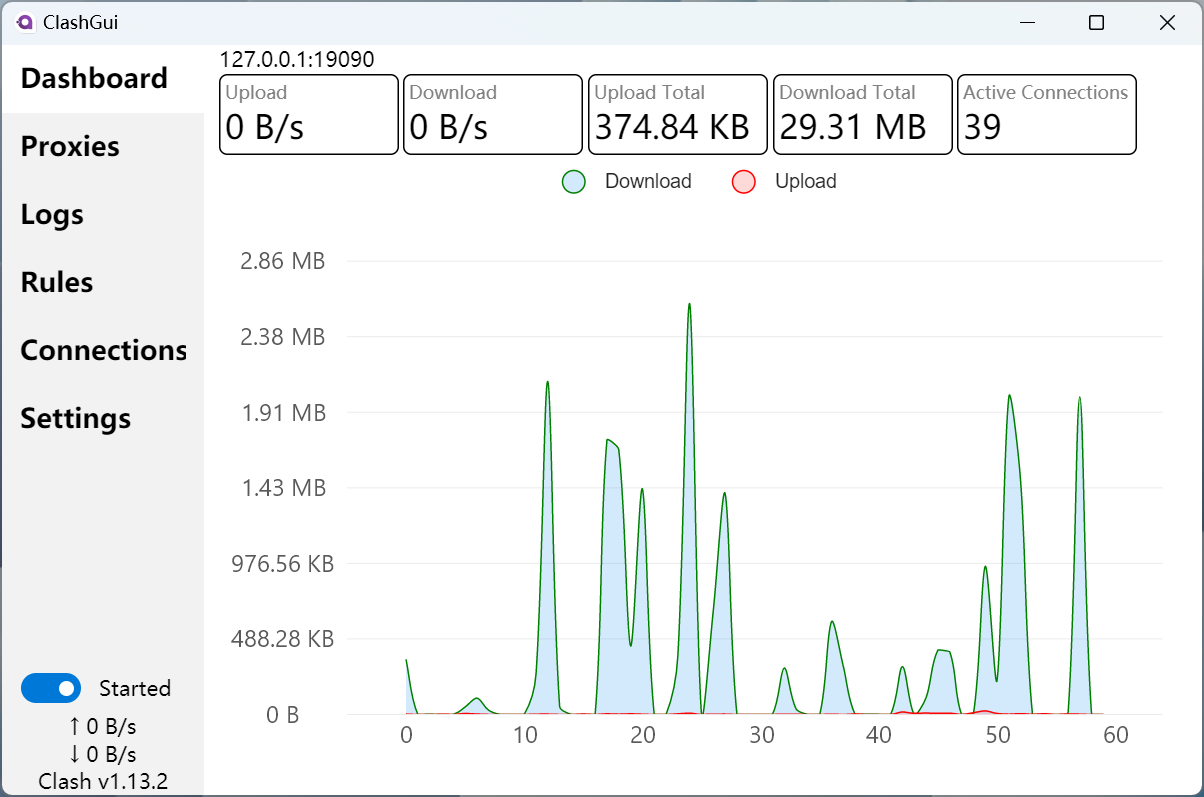 ClashGui
Dashboard
Proxies
Logs
Rules
Connections
Settings
Started
↑ 0 B/s
↓ 0 B/s
Clash v1.13.2
127.0.0.1:19090
Upload
0 B/s
Download
0 B/s
Upload Total
374.84 KB
Download Total
29.31 MB
Active Connections
39
Download Upload
2.86 MB
2.38 MB
1.91 MB
1.43 MB
976.56 KB
488.28 KB
0 B
0 10 20 30 40 50 60